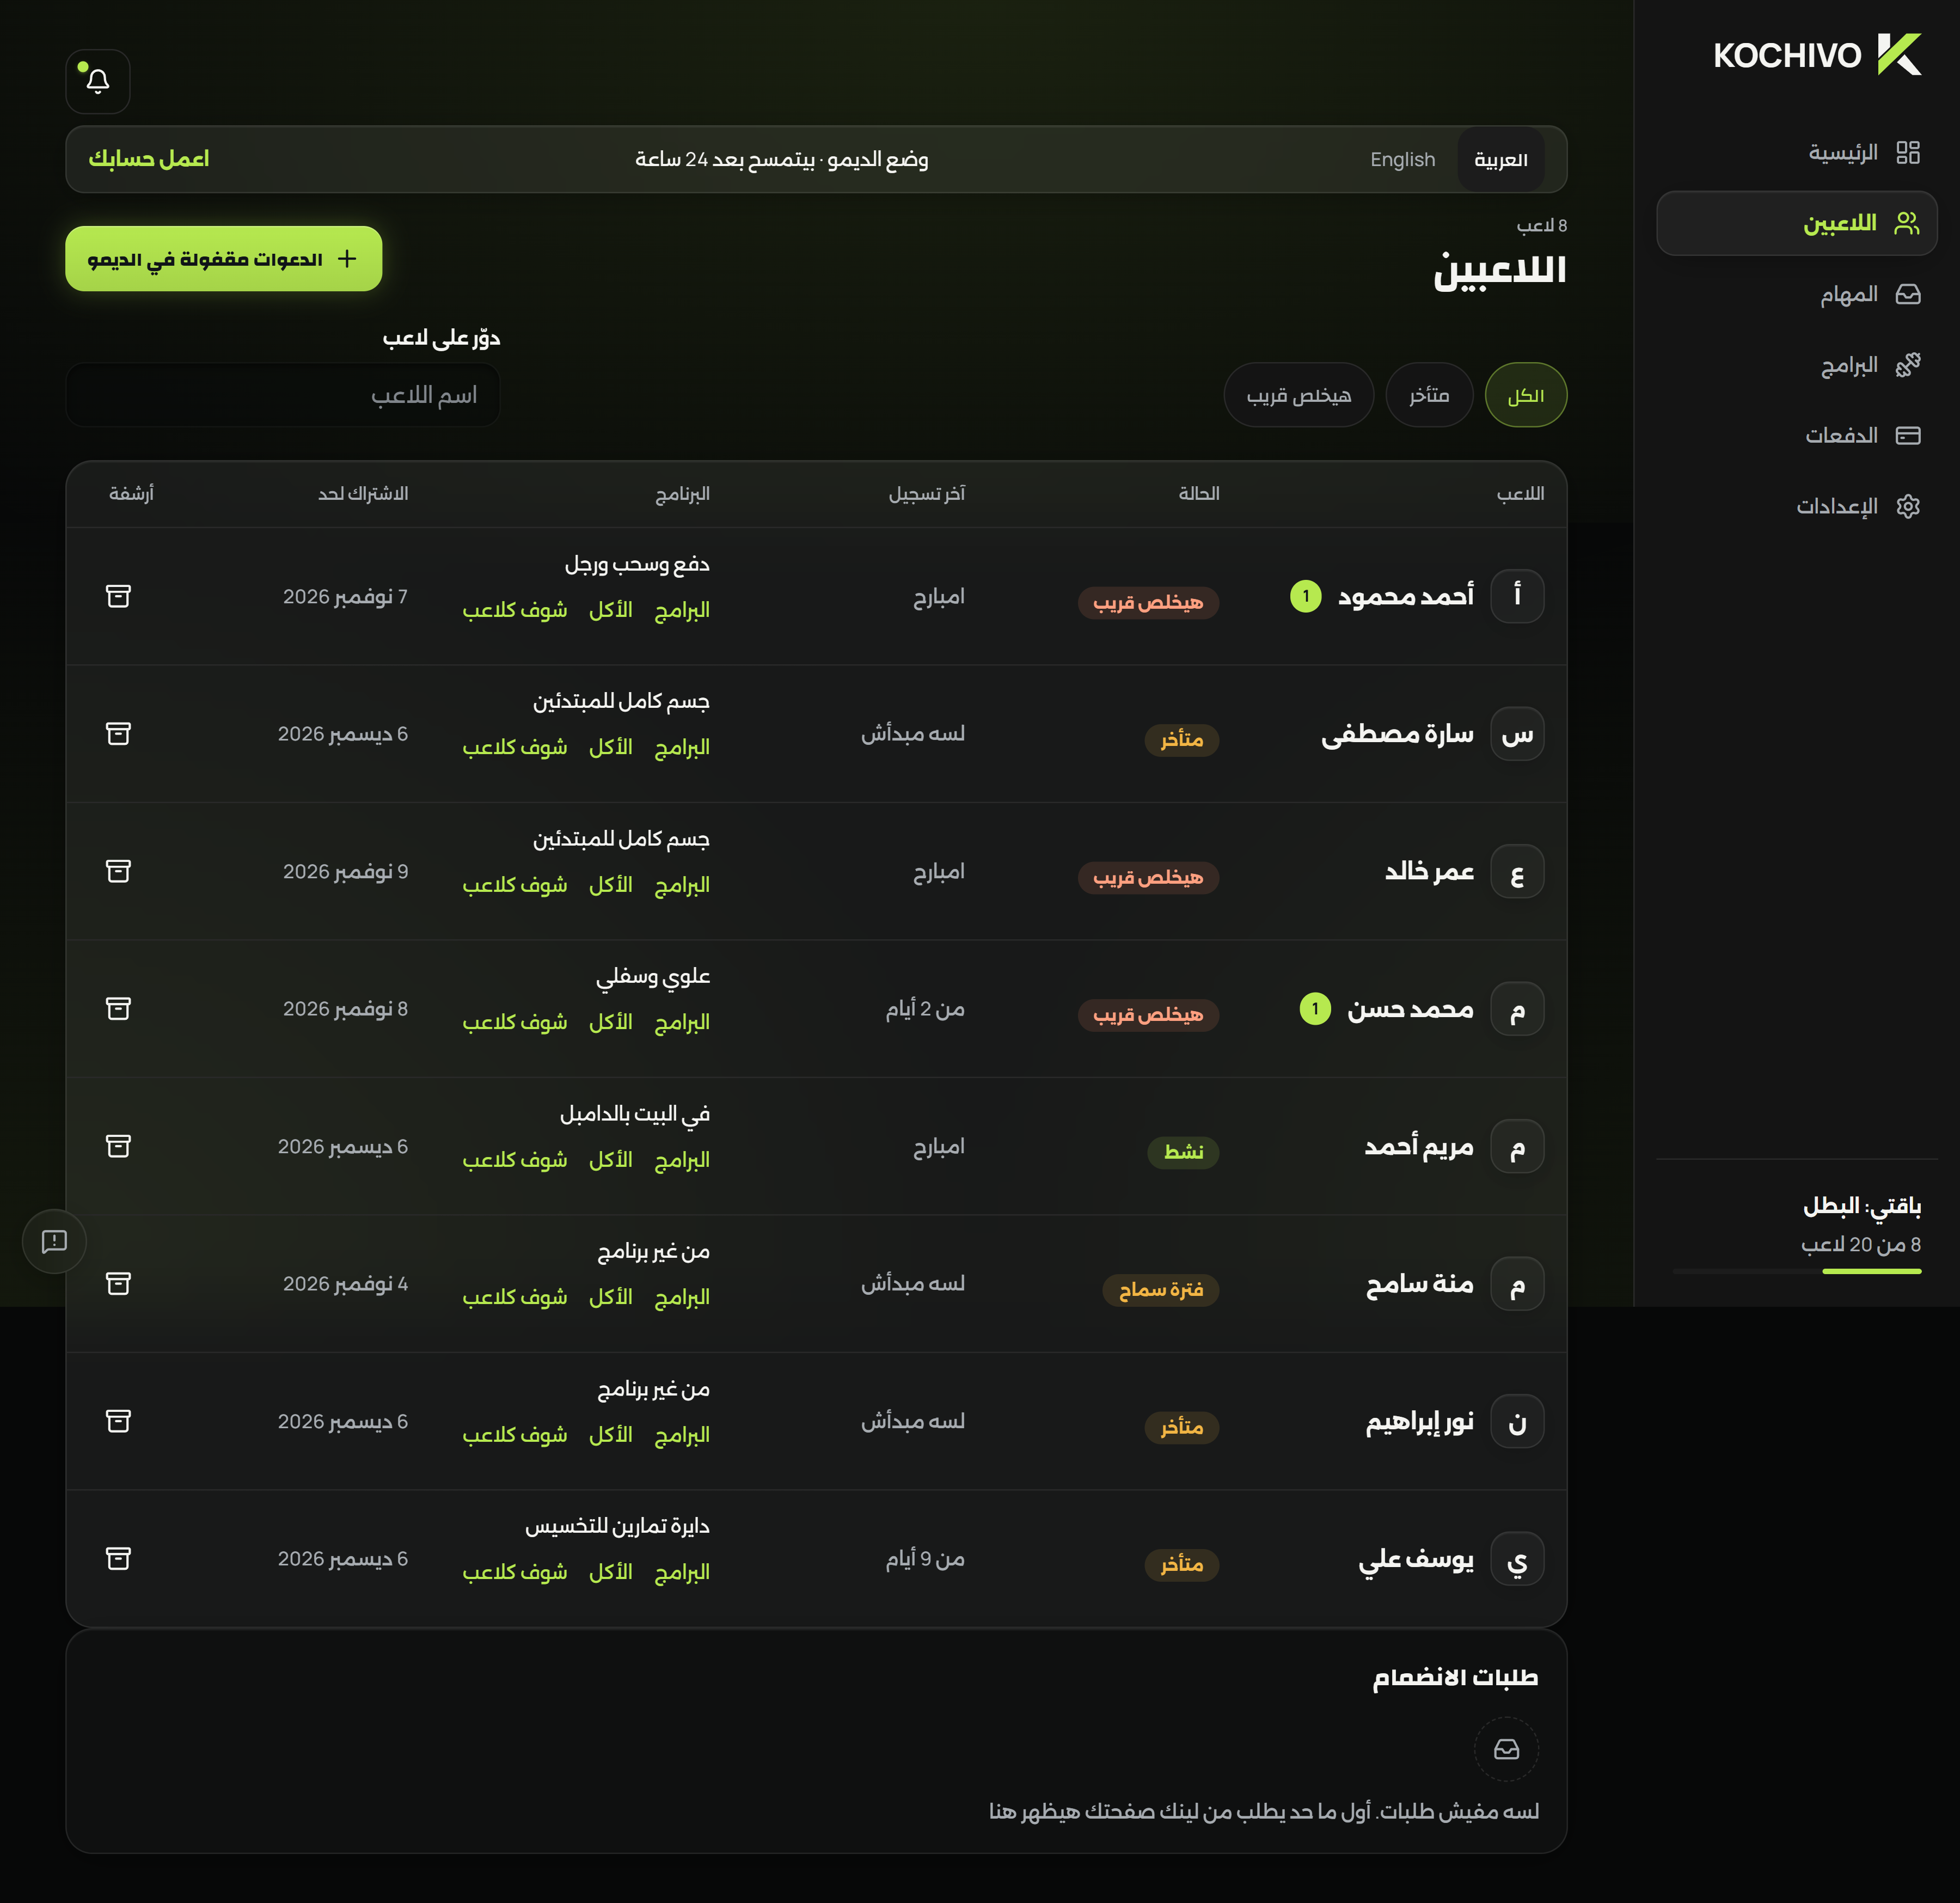 KOCHIVO
الرئيسية
اللاعبين
المهام
البرامج
الدفعات
الإعدادات
باقتي: البطل
8 من 20 لاعب
العربية
English
وضع الديمو · بيتمسح بعد 24 ساعة
اعمل حسابك
8 لاعب
اللاعبين
الدعوات مقفولة في الديمو
دوّر على لاعب
الكل
متأخر
هيخلص قريب
اسم اللاعب
اللاعب الحالة آخر تسجيل البرنامج الاشتراك لحد أرشفة
دفع وسحب ورجل
أ أحمد محمود 1 هيخلص قريب امبارح 7 نوفمبر 2026
البرامج الأكل شوف كلاعب
جسم كامل للمبتدئين
س سارة مصطفى متأخر لسه مبدأش 6 ديسمبر 2026
البرامج الأكل شوف كلاعب
جسم كامل للمبتدئين
ع عمر خالد هيخلص قريب امبارح 9 نوفمبر 2026
البرامج الأكل شوف كلاعب
علوي وسفلي
م محمد حسن 1 هيخلص قريب من 2 أيام 8 نوفمبر 2026
البرامج الأكل شوف كلاعب
في البيت بالدامبل
م مريم أحمد نشط امبارح 6 ديسمبر 2026
البرامج الأكل شوف كلاعب
من غير برنامج
م منة سامح فترة سماح لسه مبدأش 4 نوفمبر 2026
البرامج الأكل شوف كلاعب
من غير برنامج
ن نور إبراهيم متأخر لسه مبدأش 6 ديسمبر 2026
البرامج الأكل شوف كلاعب
دايرة تمارين للتخسيس
ي يوسف علي متأخر من 9 أيام 6 ديسمبر 2026
البرامج الأكل شوف كلاعب
طلبات الانضمام
لسه مفيش طلبات. أول ما حد يطلب من لينك صفحتك هيظهر هنا